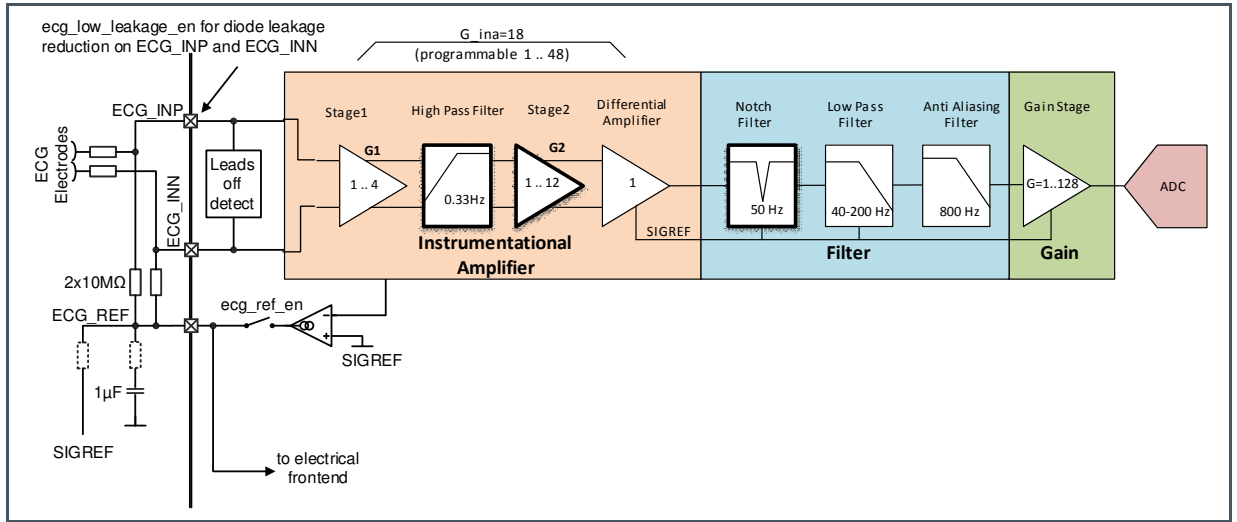 ecg_low_leakage_en for diode leakage
reduction on ECG_INP and ECG_INN
G_ina=18
(programmable 1 .. 48)
ECG_INP
Stage1
High Pass Filter
Stage2
Differential
Amplifier
Notch
Filter
Low Pass
Filter
Anti Aliasing
Filter
Gain Stage
ECG
Electrodes
Leads
off
detect
ECG_INN
G1
1 .. 4
0.33Hz
G2
1 .. 12
1
SIGREF
50 Hz
40-200 Hz
800 Hz
G=1..128
ADC
Instrumentational
Amplifier
Filter
Gain
2x10MΩ
ECG_REF
ecg_ref_en
SIGREF
1µF
SIGREF
to electrical
frontend